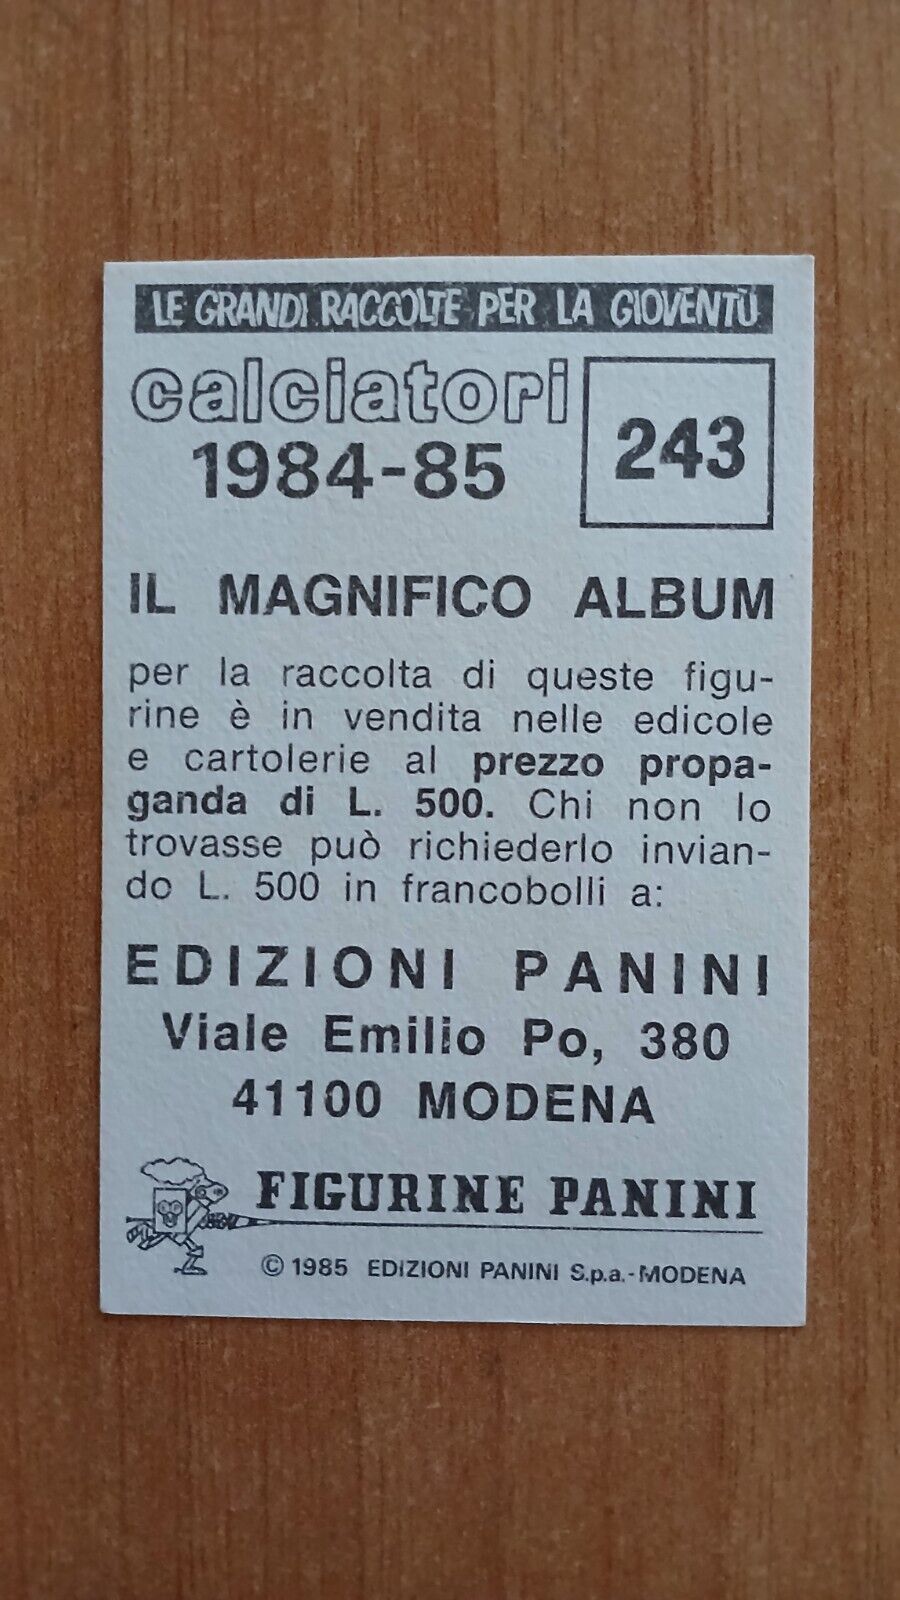 LE GRANDI RACCOLTE PER LA GIOVENTÙ
calciatori
1984-85
243
IL MAGNIFICO ALBUM
per la raccolta di queste figu-
rine è in vendita nelle edicole
e cartolerie al prezzo propa-
ganda di L. 500. Chi non lo
trovasse può richiederlo invian-
do L. 500 in francobolli a:
EDIZIONI PANINI
Viale Emilio Po, 380
41100 MODENA
FIGURINE PANINI
© 1985 EDIZIONI PANINI S.p.a.-MODENA